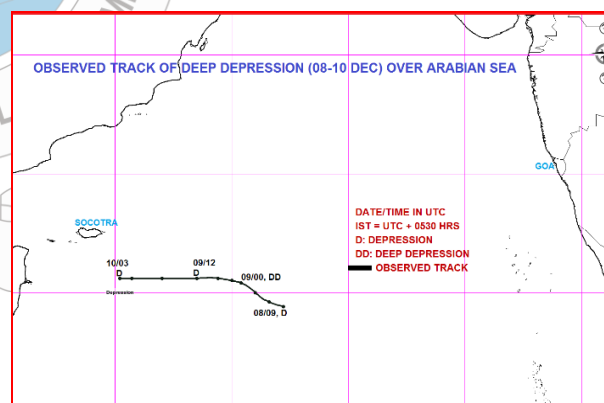 OBSERVED TRACK OF DEEP DEPRESSION (08-10 DEC) OVER ARABIAN SEA
GOA
DATE/TIME IN UTC
IST = UTC + 0530 HRS
D: DEPRESSION
DD: DEEP DEPRESSION
OBSERVED TRACK
SOCOTRA
10/03
D
09/12
D
09/00, DD
Depression
08/09, D